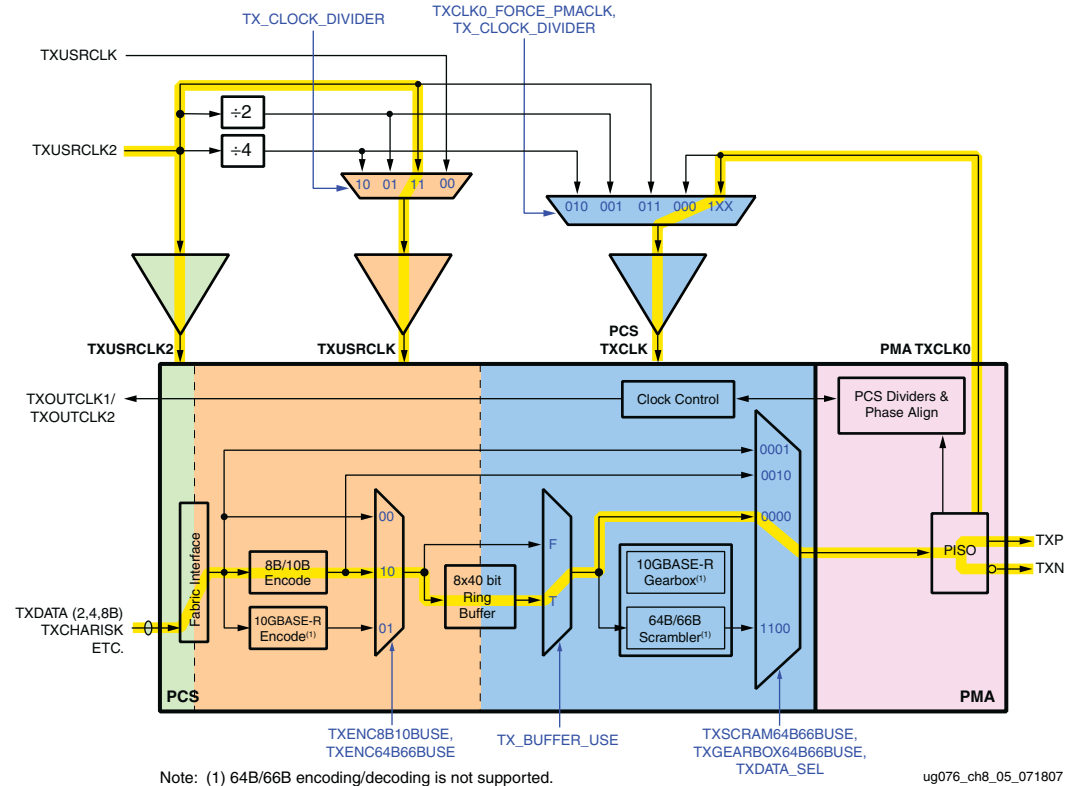 TX_CLOCK_DIVIDER
TXCLK0_FORCE_PMACLK,
TX_CLOCK_DIVIDER
TXUSRCLK
÷2
TXUSRCLK2
÷4
10 01 11 00
010 001 011 000 1XX
TXUSRCLK2
TXUSRCLK
PCS
TXCLK
PMA TXCLK0
TXOUTCLK1/
TXOUTCLK2
Clock Control
PCS Dividers &
Phase Align
0001
0010
0000
1100
Fabric Interface
8B/10B
Encode
10GBASE-R
Encode(1)
00
10
01
8x40 bit
Ring
Buffer
F
T
10GBASE-R
Gearbox(1)
64B/66B
Scrambler(1)
PISO
TXP
TXN
TXDATA (2,4,8B)
TXCHARISK
ETC.
PCS
PMA
TXENC8B10BUSE,
TXENC64B66BUSE
TX_BUFFER_USE
TXSCRAM64B66BUSE,
TXGEARBOX64B66BUSE,
TXDATA_SEL
Note: (1) 64B/66B encoding/decoding is not supported.
ug076_ch8_05_071807